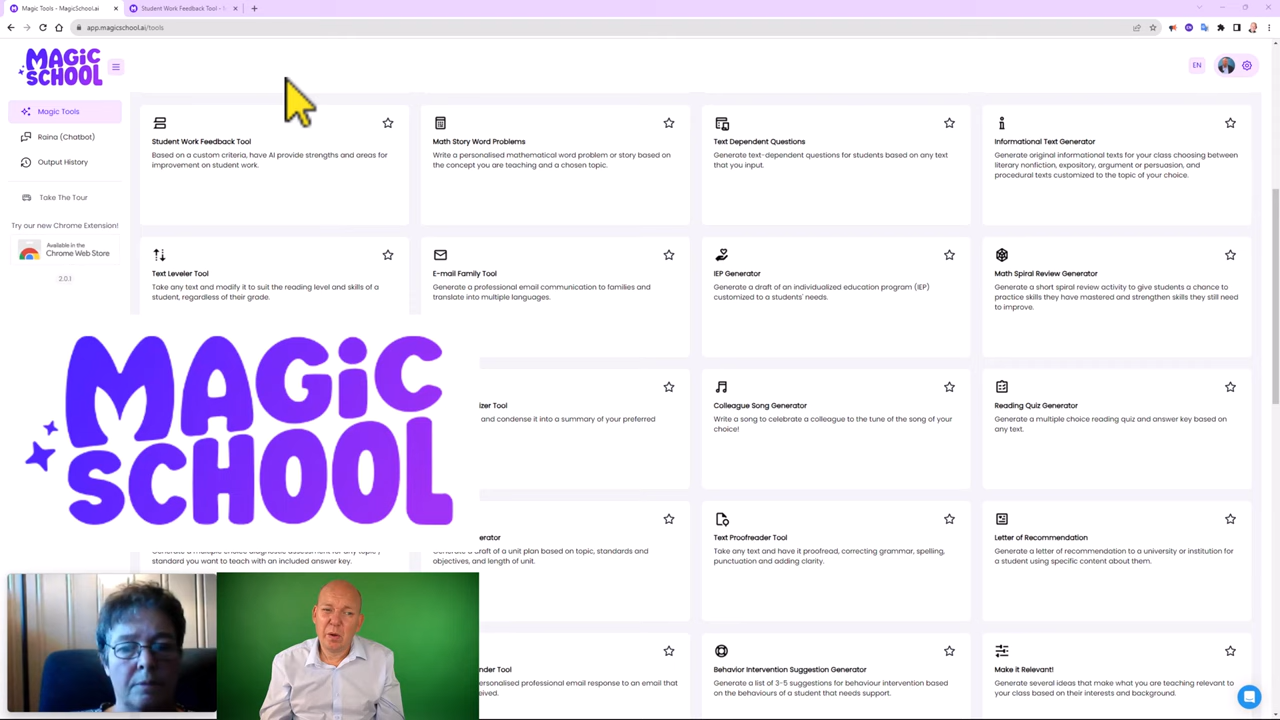 Magic Tools - MagicSchool.ai
Student Work Feedback Tool -
app.magicschool.ai/tools
MAGIC
SCHOOL
EN
Magic Tools
Raina (Chatbot)
Output History
Take The Tour
Try our new Chrome Extension!
Available in the
Chrome Web Store
2.0.1
Student Work Feedback Tool
Based on a custom criteria, have AI provide strengths and areas for
improvement on student work.
Math Story Word Problems
Write a personalised mathematical word problem or story based on
the concept you are teaching and a chosen topic.
Text Dependent Questions
Generate text-dependent questions for students based on any text
that you input.
Informational Text Generator
Generate original informational texts for your class choosing between
literary nonfiction, expository, argument or persuasion, and
procedural texts customized to the topic of your choice.
Text Leveler Tool
Take any text and modify it to suit the reading level and skills of a
student, regardless of their grade.
E-mail Family Tool
Generate a professional email communication to families and
translate into multiple languages.
IEP Generator
Generate a draft of an individualized education program (IEP)
customized to a students' needs.
Math Spiral Review Generator
Generate a short spiral review activity to give students a chance to
practice skills they have mastered and strengthen skills they still need
to improve.
MAGIC
SCHOOL
izer Tool
and condense it into a summary of your preferred
Colleague Song Generator
Write a song to celebrate a colleague to the tune of the song of your
choice!
Reading Quiz Generator
Generate a multiple choice reading quiz and answer key based on
any text.
Generate a multiple choice diagnostic assessment for any topic,
standard you want to teach with an included answer key.
erator
Generate a draft of a unit plan based on topic, standards and
objectives, and length of unit.
Text Proofreader Tool
Take any text and have it proofread, correcting grammar, spelling,
punctuation and adding clarity.
Letter of Recommendation
Generate a letter of recommendation to a university or institution for
a student using specific content about them.
nder Tool
ersonalised professional email response to an email that
ceived.
Behavior Intervention Suggestion Generator
Generate a list of 3-5 suggestions for behaviour intervention based
on the behaviours of a student that needs support.
Make it Relevant!
Generate several ideas that make what you are teaching relevant to
your class based on their interests and background.